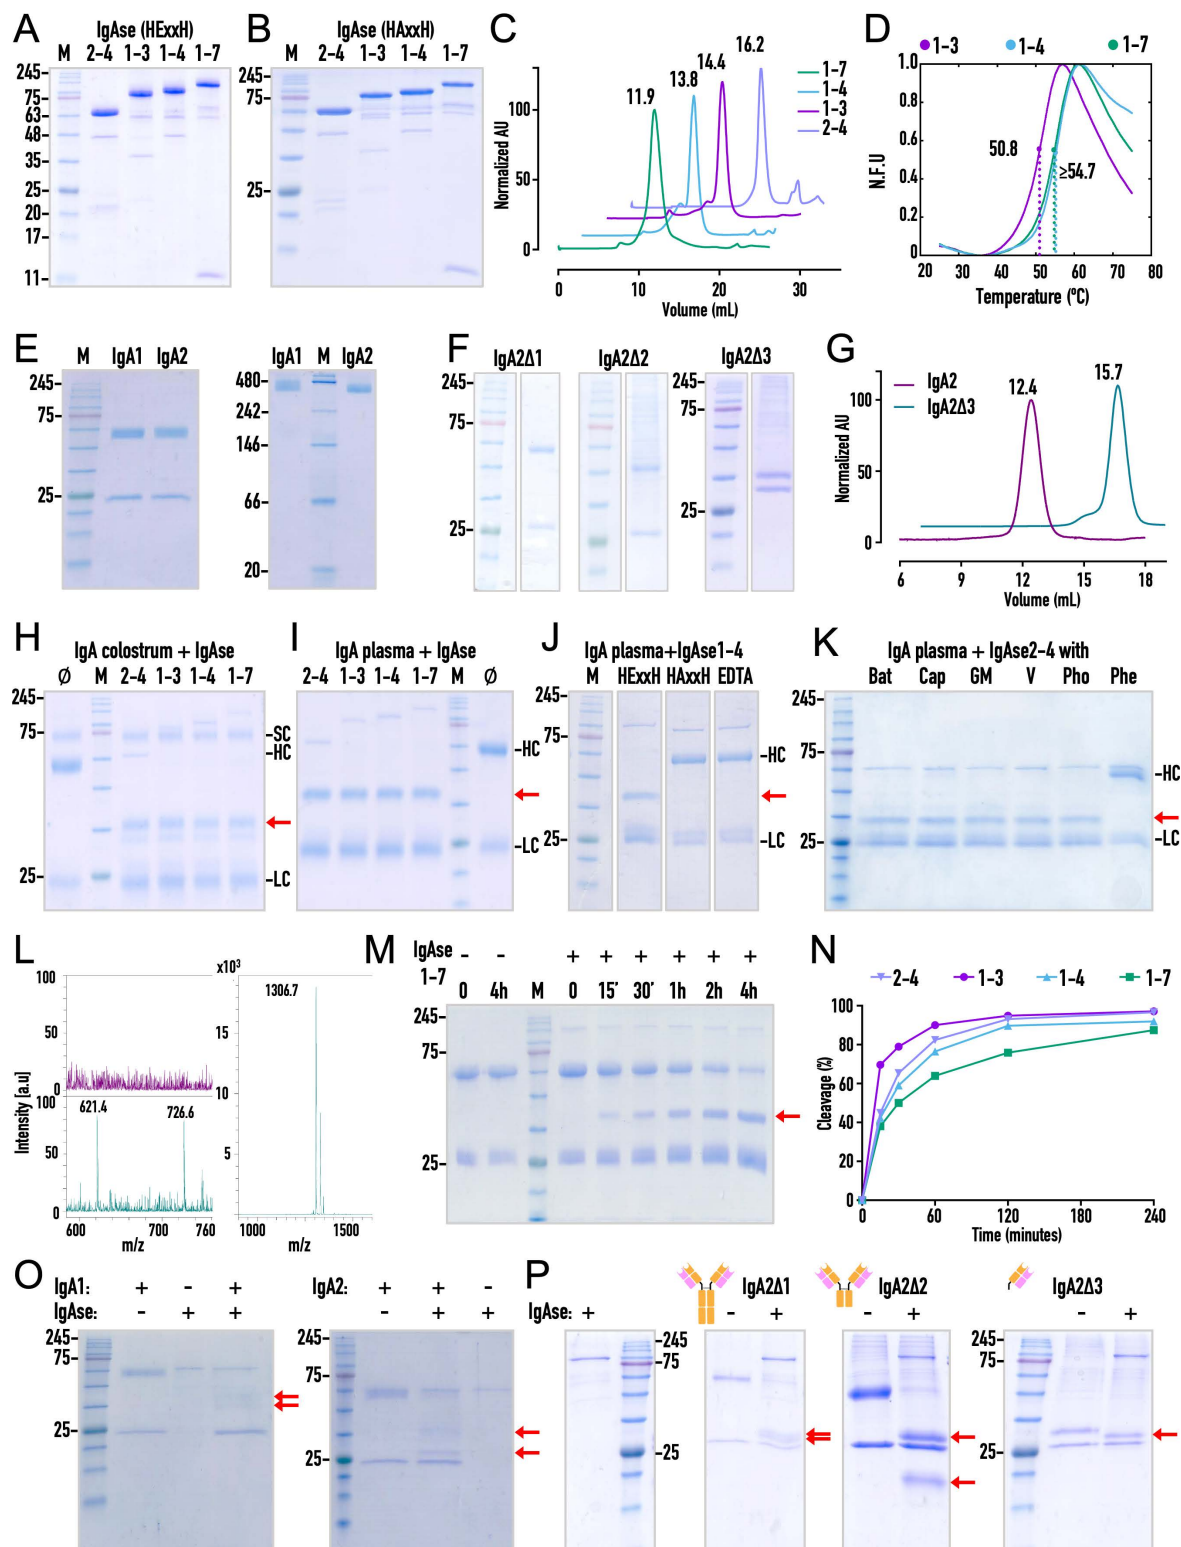 A
IgAse (HExxH)
M 2–4 1–3 1–4 1–7
245-
75-
63-
48-
35-
25-
20-
17-
11-
B
IgAse (HAxxH)
M 2–4 1–3 1–4 1–7
245-
75-
25-
C
Normalized AU
100
50
0
11.9
13.8
14.4
16.2
1–7
1–4
1–3
2–4
0 10 20 30
Volume (mL)
D
1–3 1–4 1–7
N.F.U
1.0
0.8
0.6
0.4
0.2
0
50.8
≥54.7
20 30 40 50 60 70 80
Temperature (ºC)
E
M IgA1 IgA2
245-
75-
25-
IgA1 M IgA2
480-
242-
146-
66-
20-
F
IgA2Δ1 IgA2Δ2 IgA2Δ3
245-
75-
25-
245-
75-
25-
G
IgA2
IgA2Δ3
12.4
15.7
Normalized AU
100
50
0
6 9 12 15 18
Volume (mL)
H
IgA colostrum + IgAse
Ø M 2–4 1–3 1–4 1–7
245-
75-
25-
-SC
-HC
-LC
I
IgA plasma + IgAse
2–4 1–3 1–4 1–7 M Ø
-HC
-LC
J
IgA plasma+IgAse1–4
M HExxH HAxxH EDTA
245-
75-
25-
-HC
-LC
K
IgA plasma + IgAse2–4 with
Bat Cap GM V Pho Phe
245-
75-
25-
-HC
-LC
L
Intensity [a.u]
100
50
0
100
50
0
621.4
726.6
600 700 760
m/z
x10³
15
10
5
1306.7
1000 1500
m/z
M
IgAse - - + + + + + +
1–7
0 4h M 0 15' 30' 1h 2h 4h
245-
75-
25-
N
2–4 1–3 1–4 1–7
Cleavage (%)
100
80
60
40
20
0
0 60 120 180 240
Time (minutes)
O
IgA1: + - +
IgAse: - + +
245-
75-
25-
IgA2: + + -
- + +
245-
75-
25-
P
IgA2Δ1 IgA2Δ2 IgA2Δ3
IgAse: + - + - + - +
-245
-75
-25
245-
75-
25-